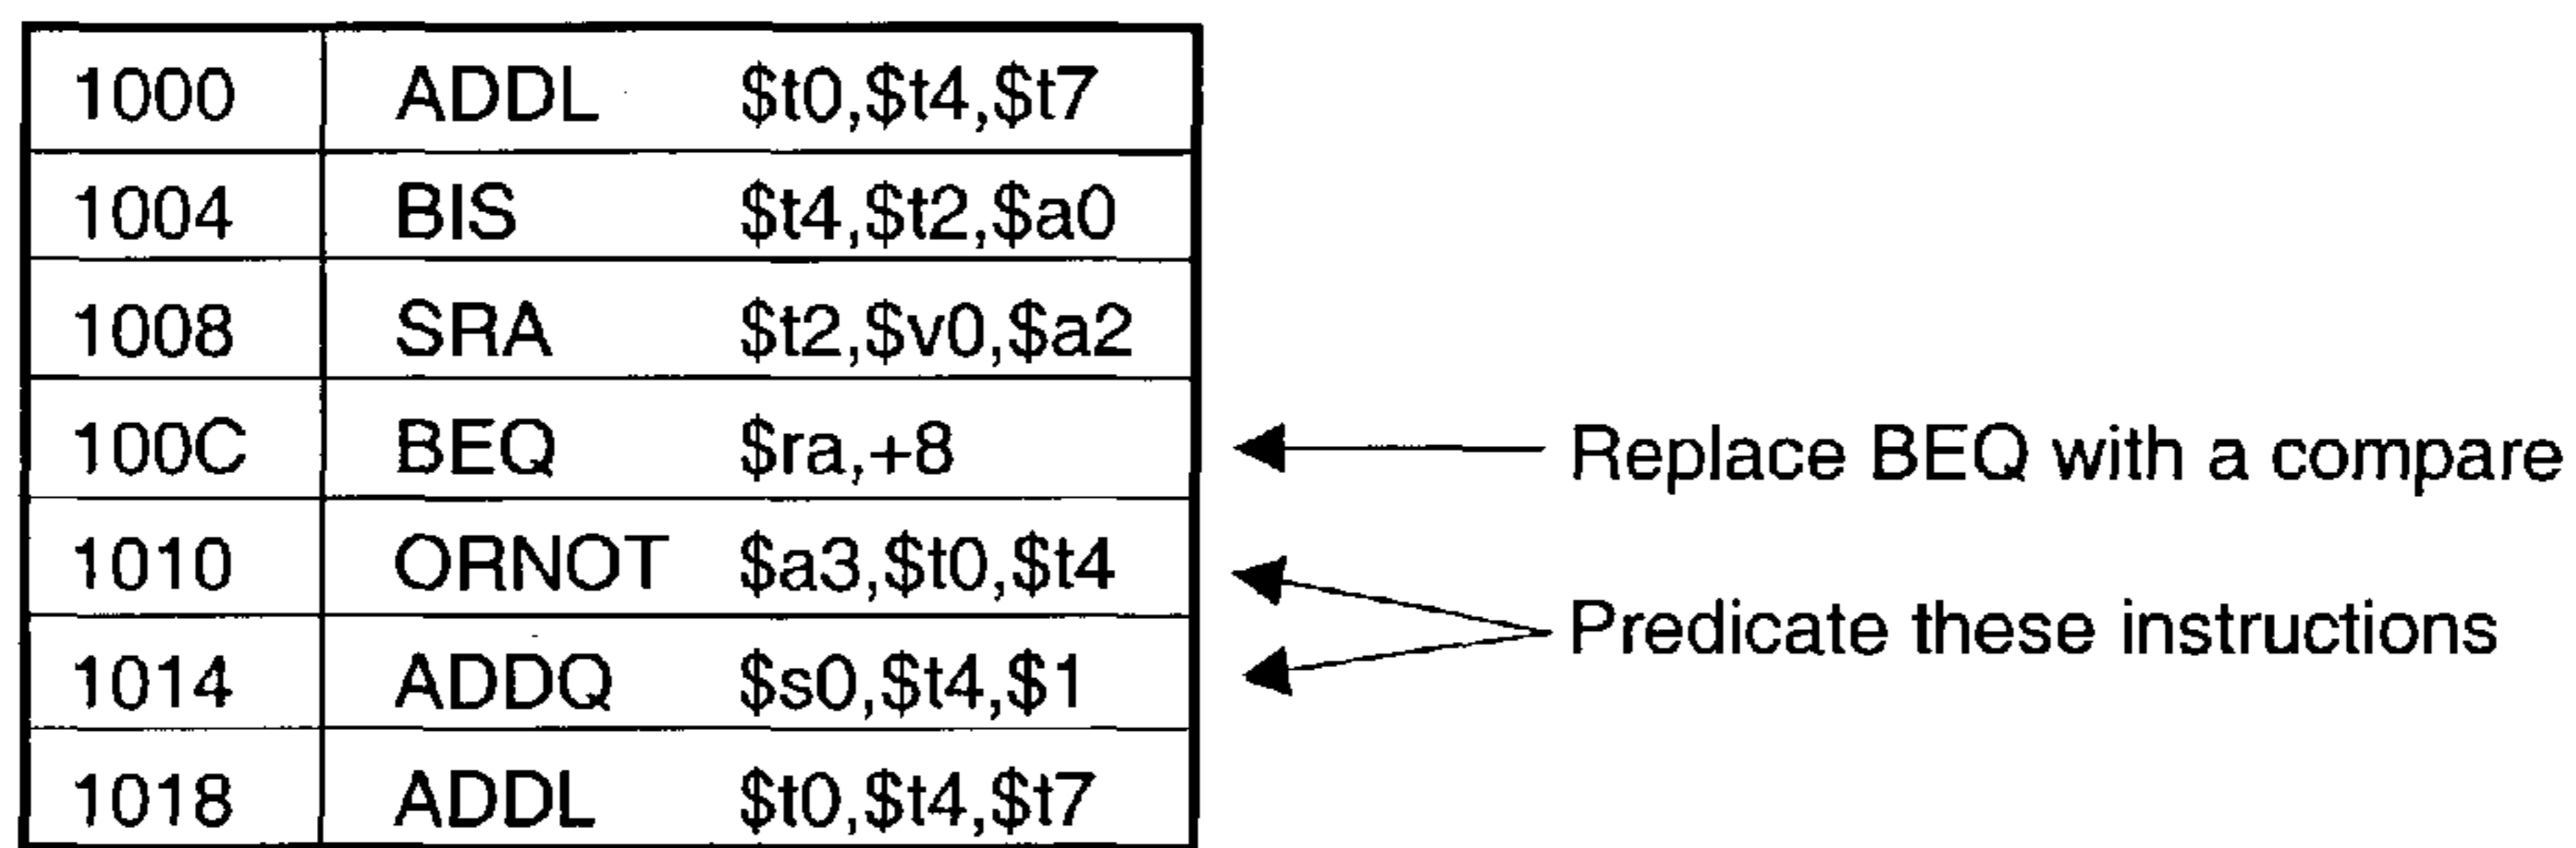 1000 ADDL $t0,$t4,$t7
1004 BIS $t4,$t2,$a0
1008 SRA $t2,$v0,$a2
100C BEQ $ra,+8 Replace BEQ with a compare
1010 ORNOT $a3,$t0,$t4
Predicate these instructions
1014 ADDQ $s0,$t4,$1
1018 ADDL $t0,$t4,$t7